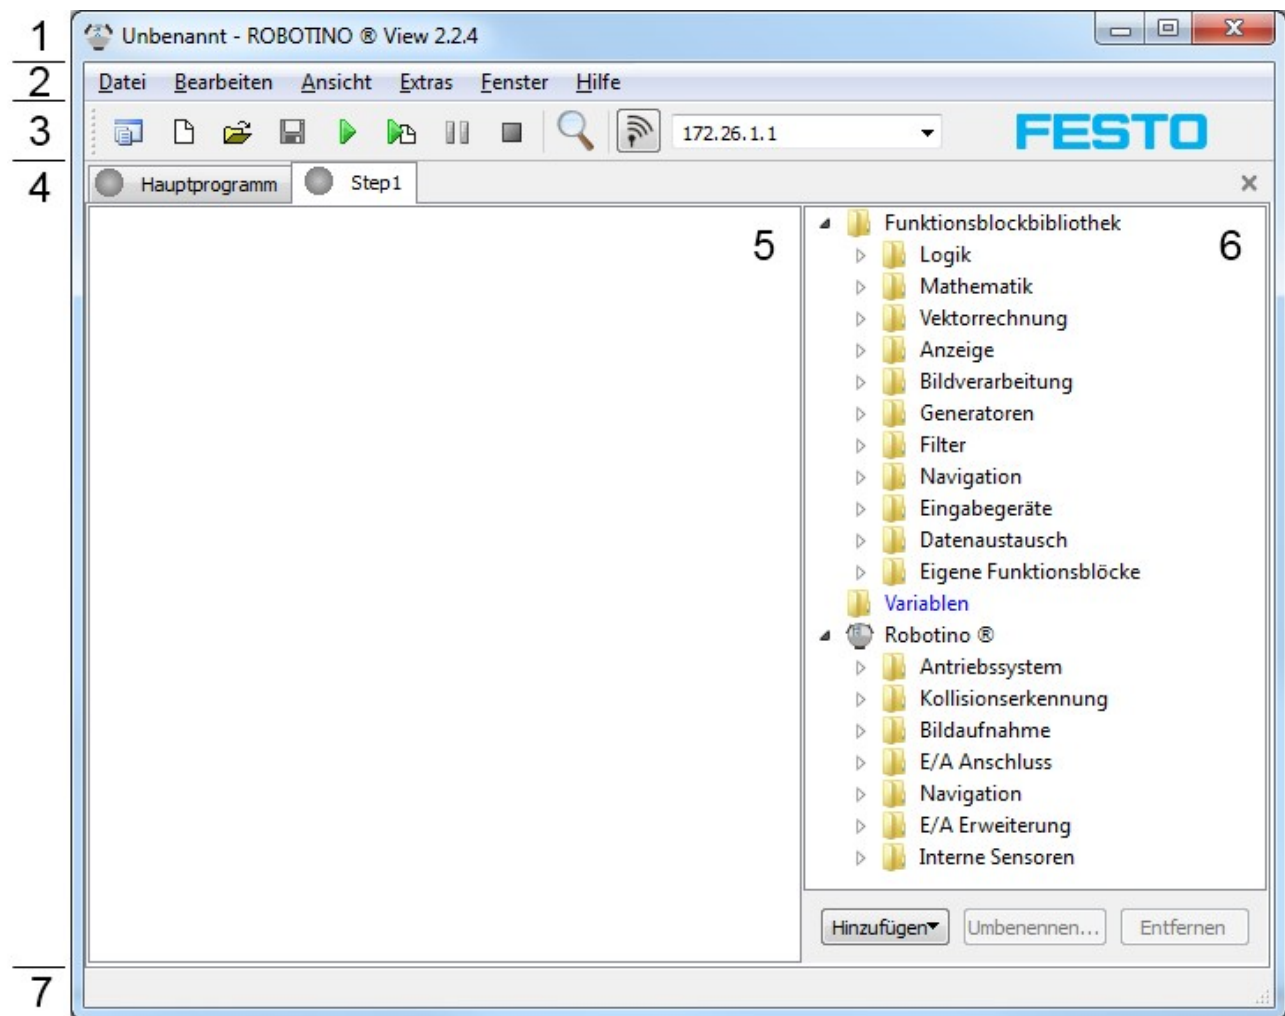 1
Unbenannt - ROBOTINO ® View 2.2.4
2
Datei Bearbeiten Ansicht Extras Fenster Hilfe
3
172.26.1.1
FESTO
4
Hauptprogramm Step1
5
6
Funktionsblockbibliothek
Logik
Mathematik
Vektorrechnung
Anzeige
Bildverarbeitung
Generatoren
Filter
Navigation
Eingabegeräte
Datenaustausch
Eigene Funktionsblöcke
Variablen
Robotino ®
Antriebssystem
Kollisionserkennung
Bildaufnahme
E/A Anschluss
Navigation
E/A Erweiterung
Interne Sensoren
Hinzufügen Umbenennen... Entfernen
7